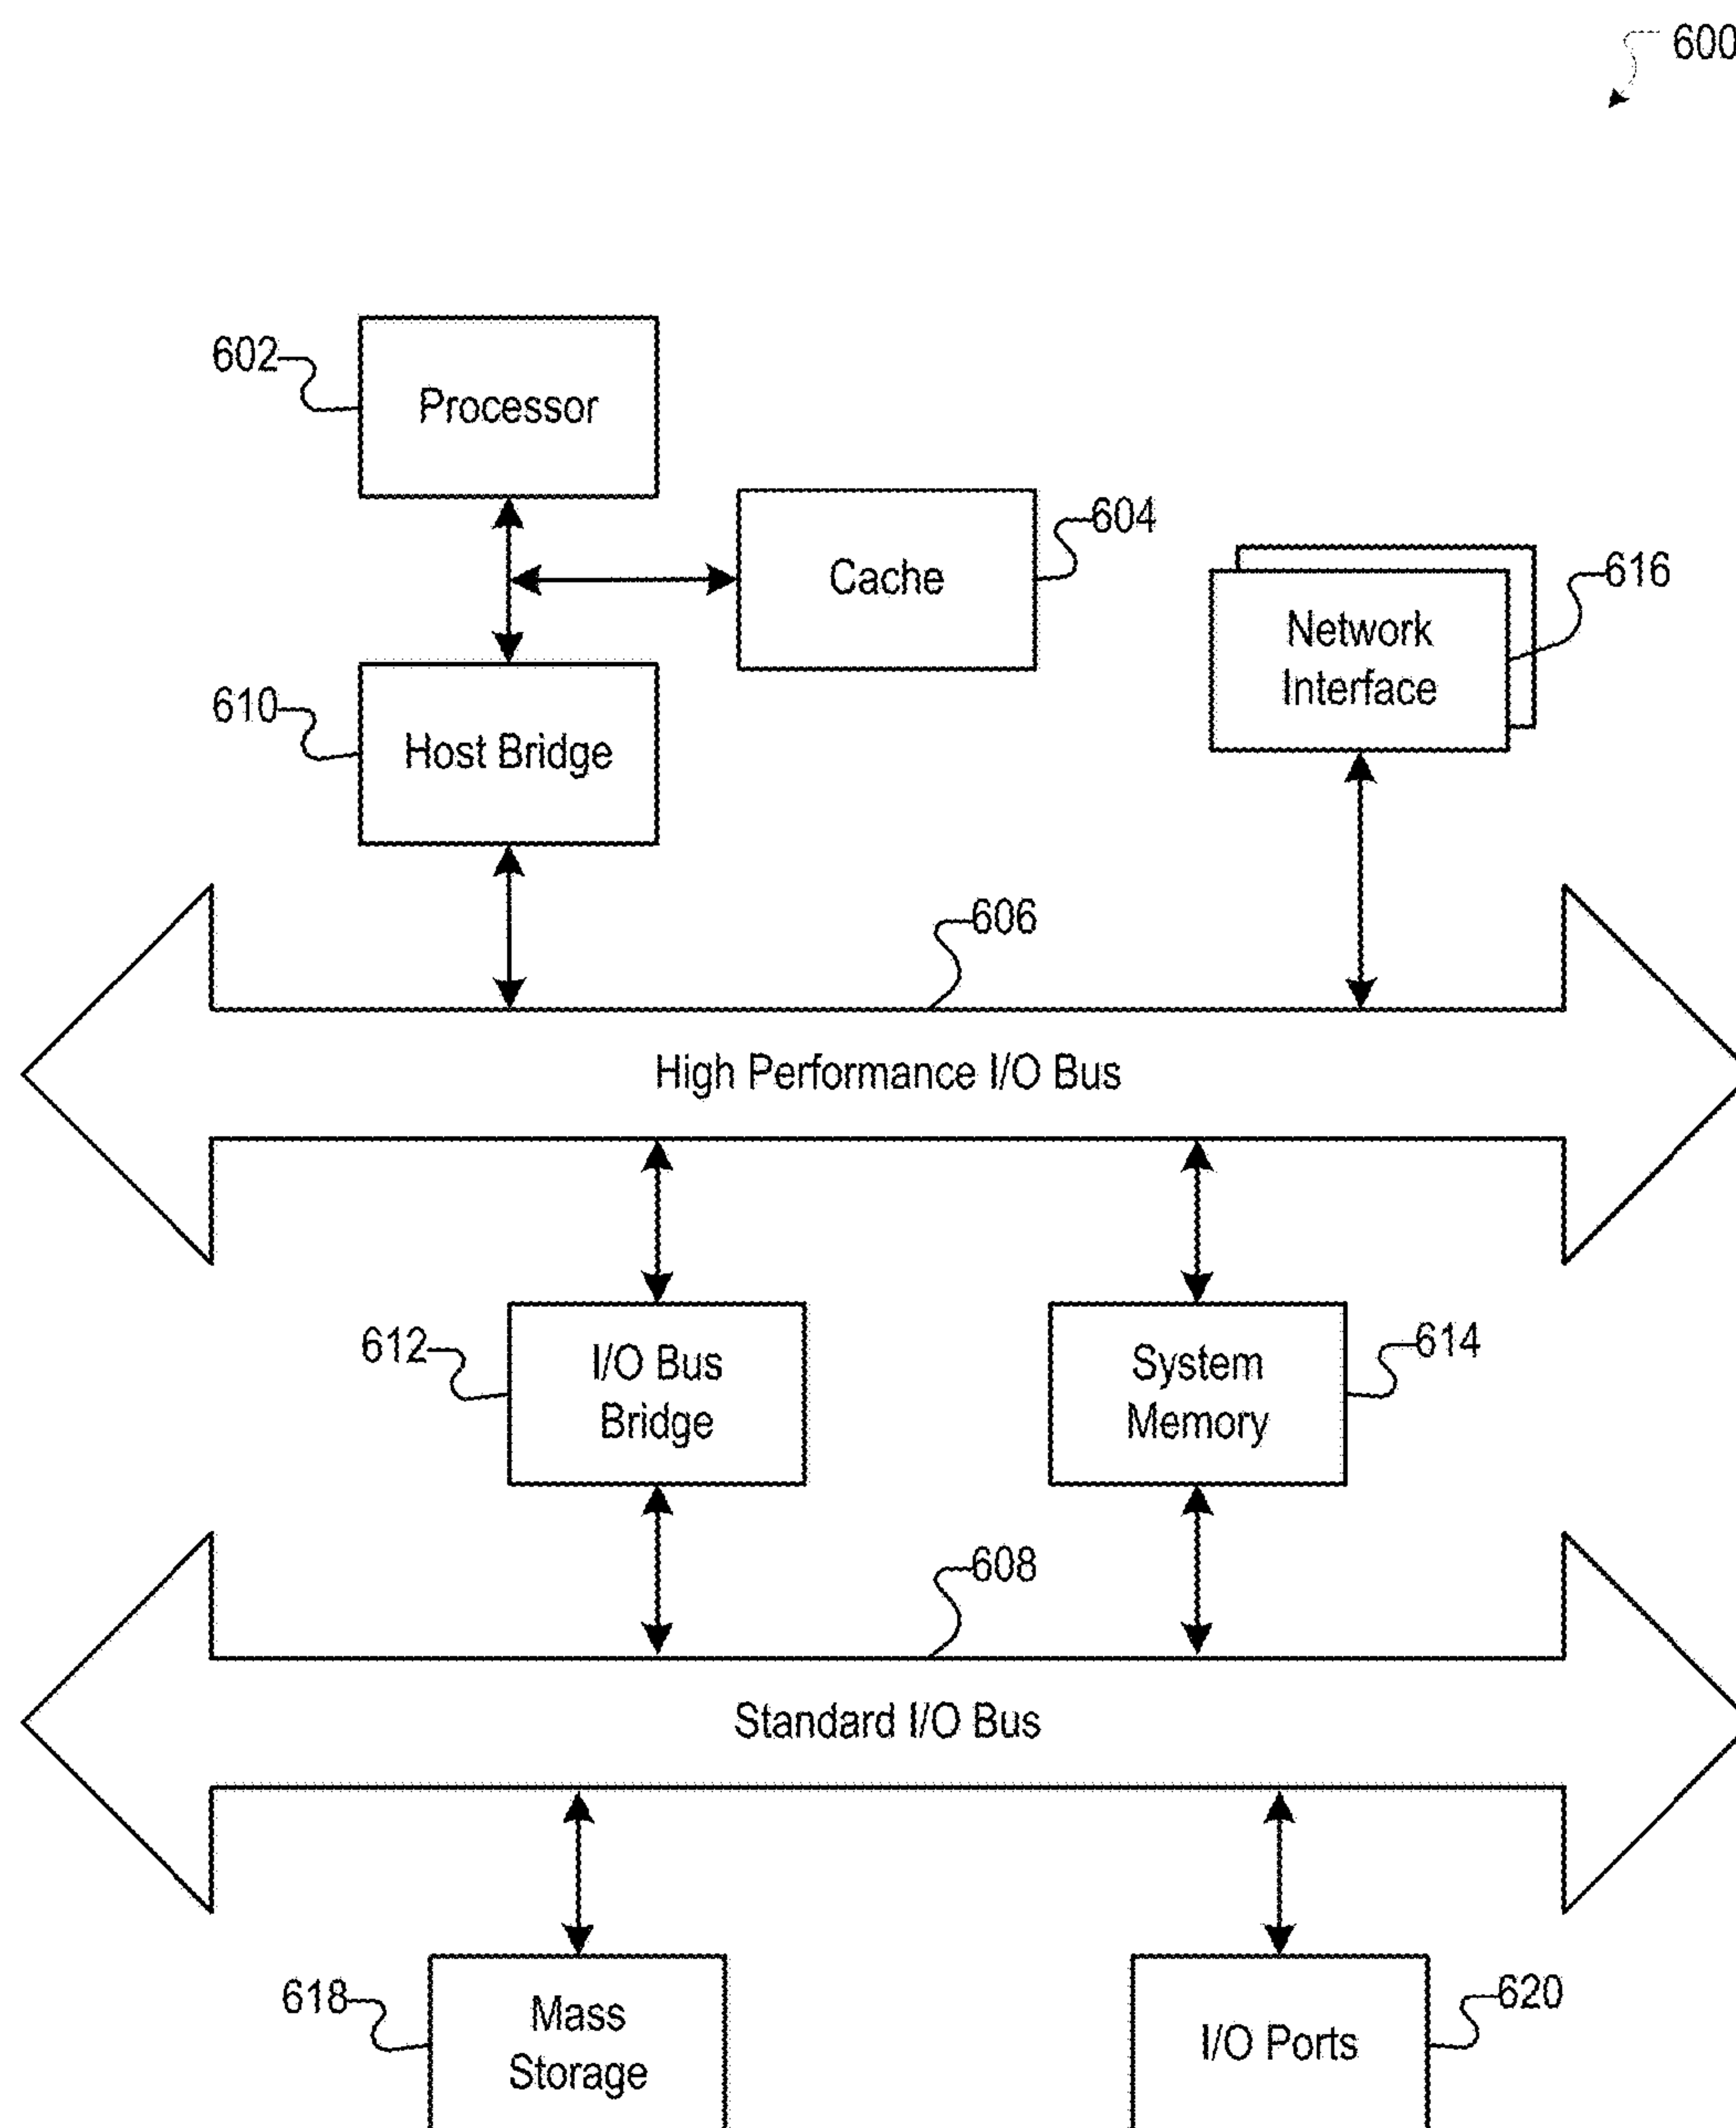 600
602
Processor
604
Cache
616
Network
Interface
610
Host Bridge
606
High Performance I/O Bus
612
I/O Bus
Bridge
614
System
Memory
608
Standard I/O Bus
618
Mass
Storage
620
I/O Ports